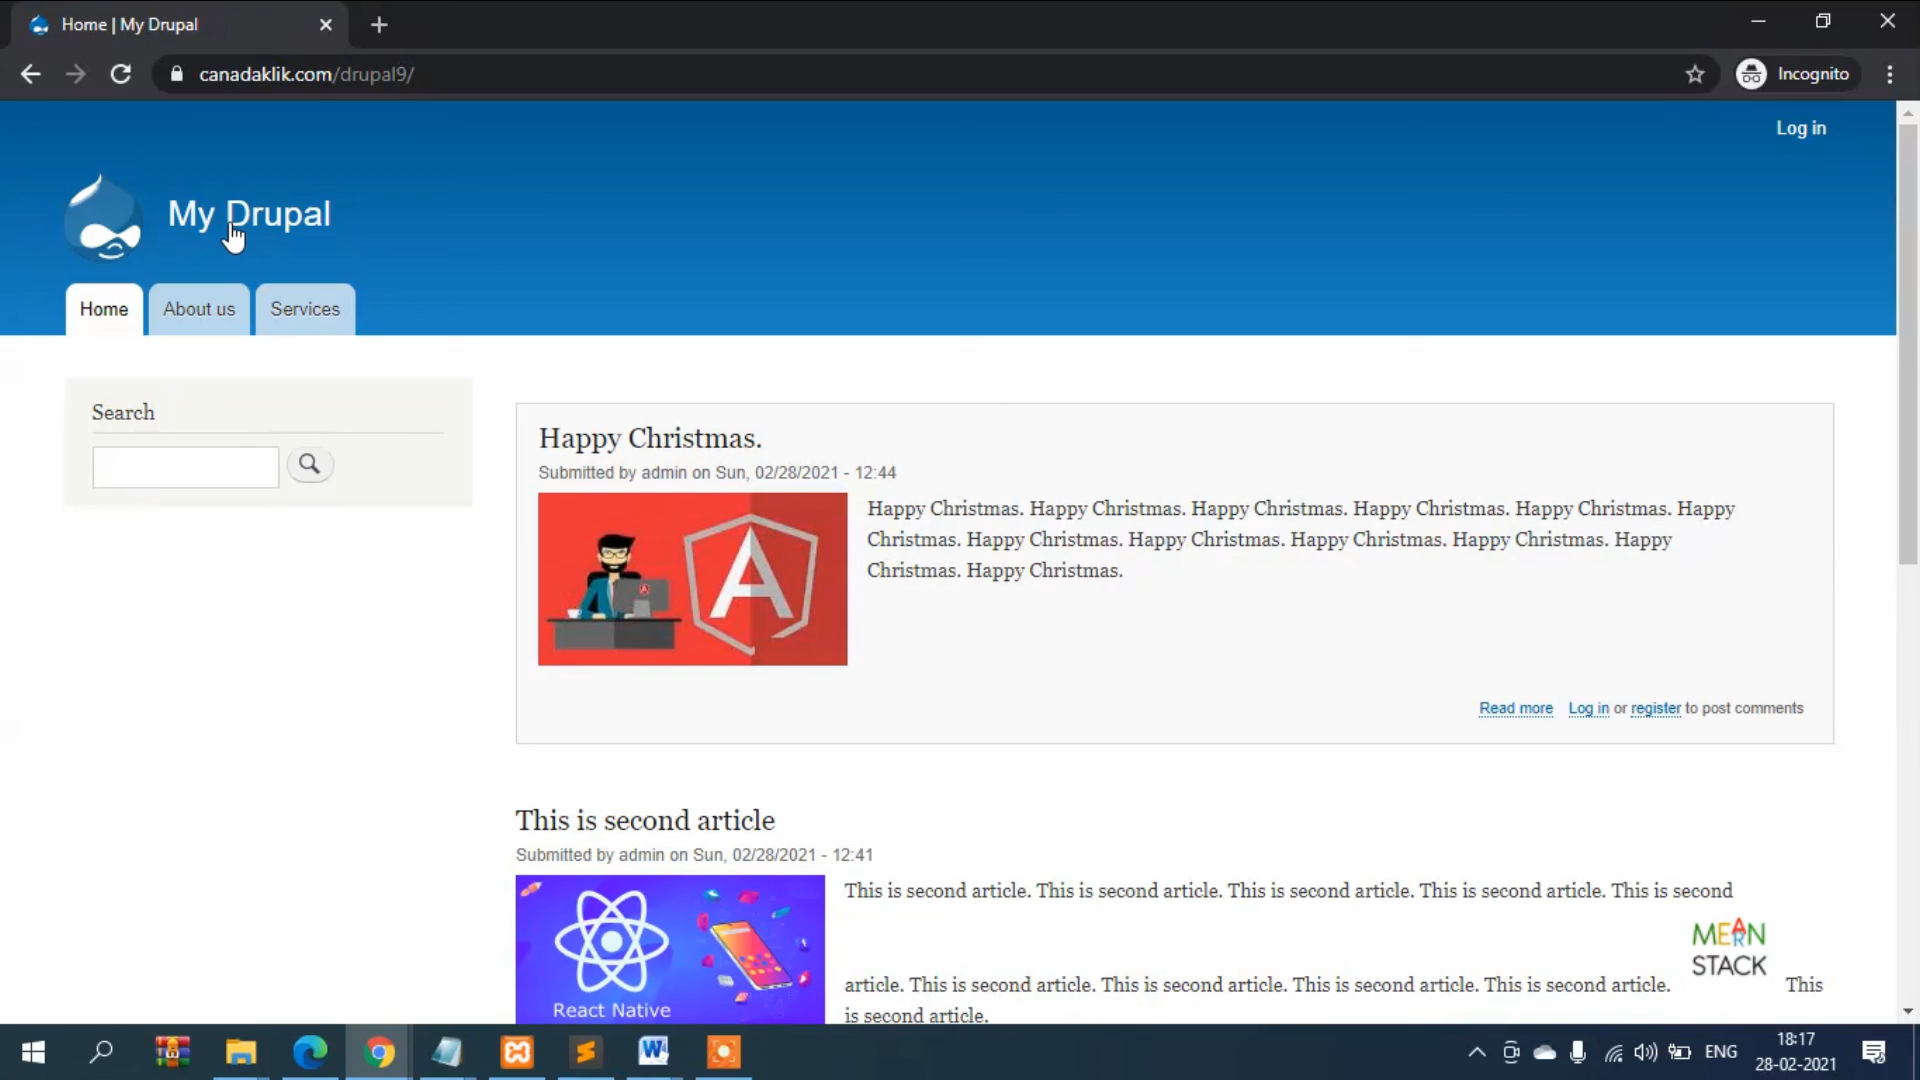 Home | My Drupal
canadaklik.com/drupal9/
Incognito
Log in
My Drupal
Home
About us
Services
Search
Happy Christmas.
Submitted by admin on Sun, 02/28/2021 - 12:44
Happy Christmas. Happy Christmas. Happy Christmas. Happy Christmas. Happy Christmas. Happy
Christmas. Happy Christmas. Happy Christmas. Happy Christmas. Happy Christmas. Happy
Christmas. Happy Christmas.
Read more Log in or register to post comments
This is second article
Submitted by admin on Sun, 02/28/2021 - 12:41
React Native
This is second article. This is second article. This is second article. This is second article. This is second
MEARN
STACK
article. This is second article. This is second article. This is second article. This is second article. This
is second article.
ENG
18:17
28-02-2021